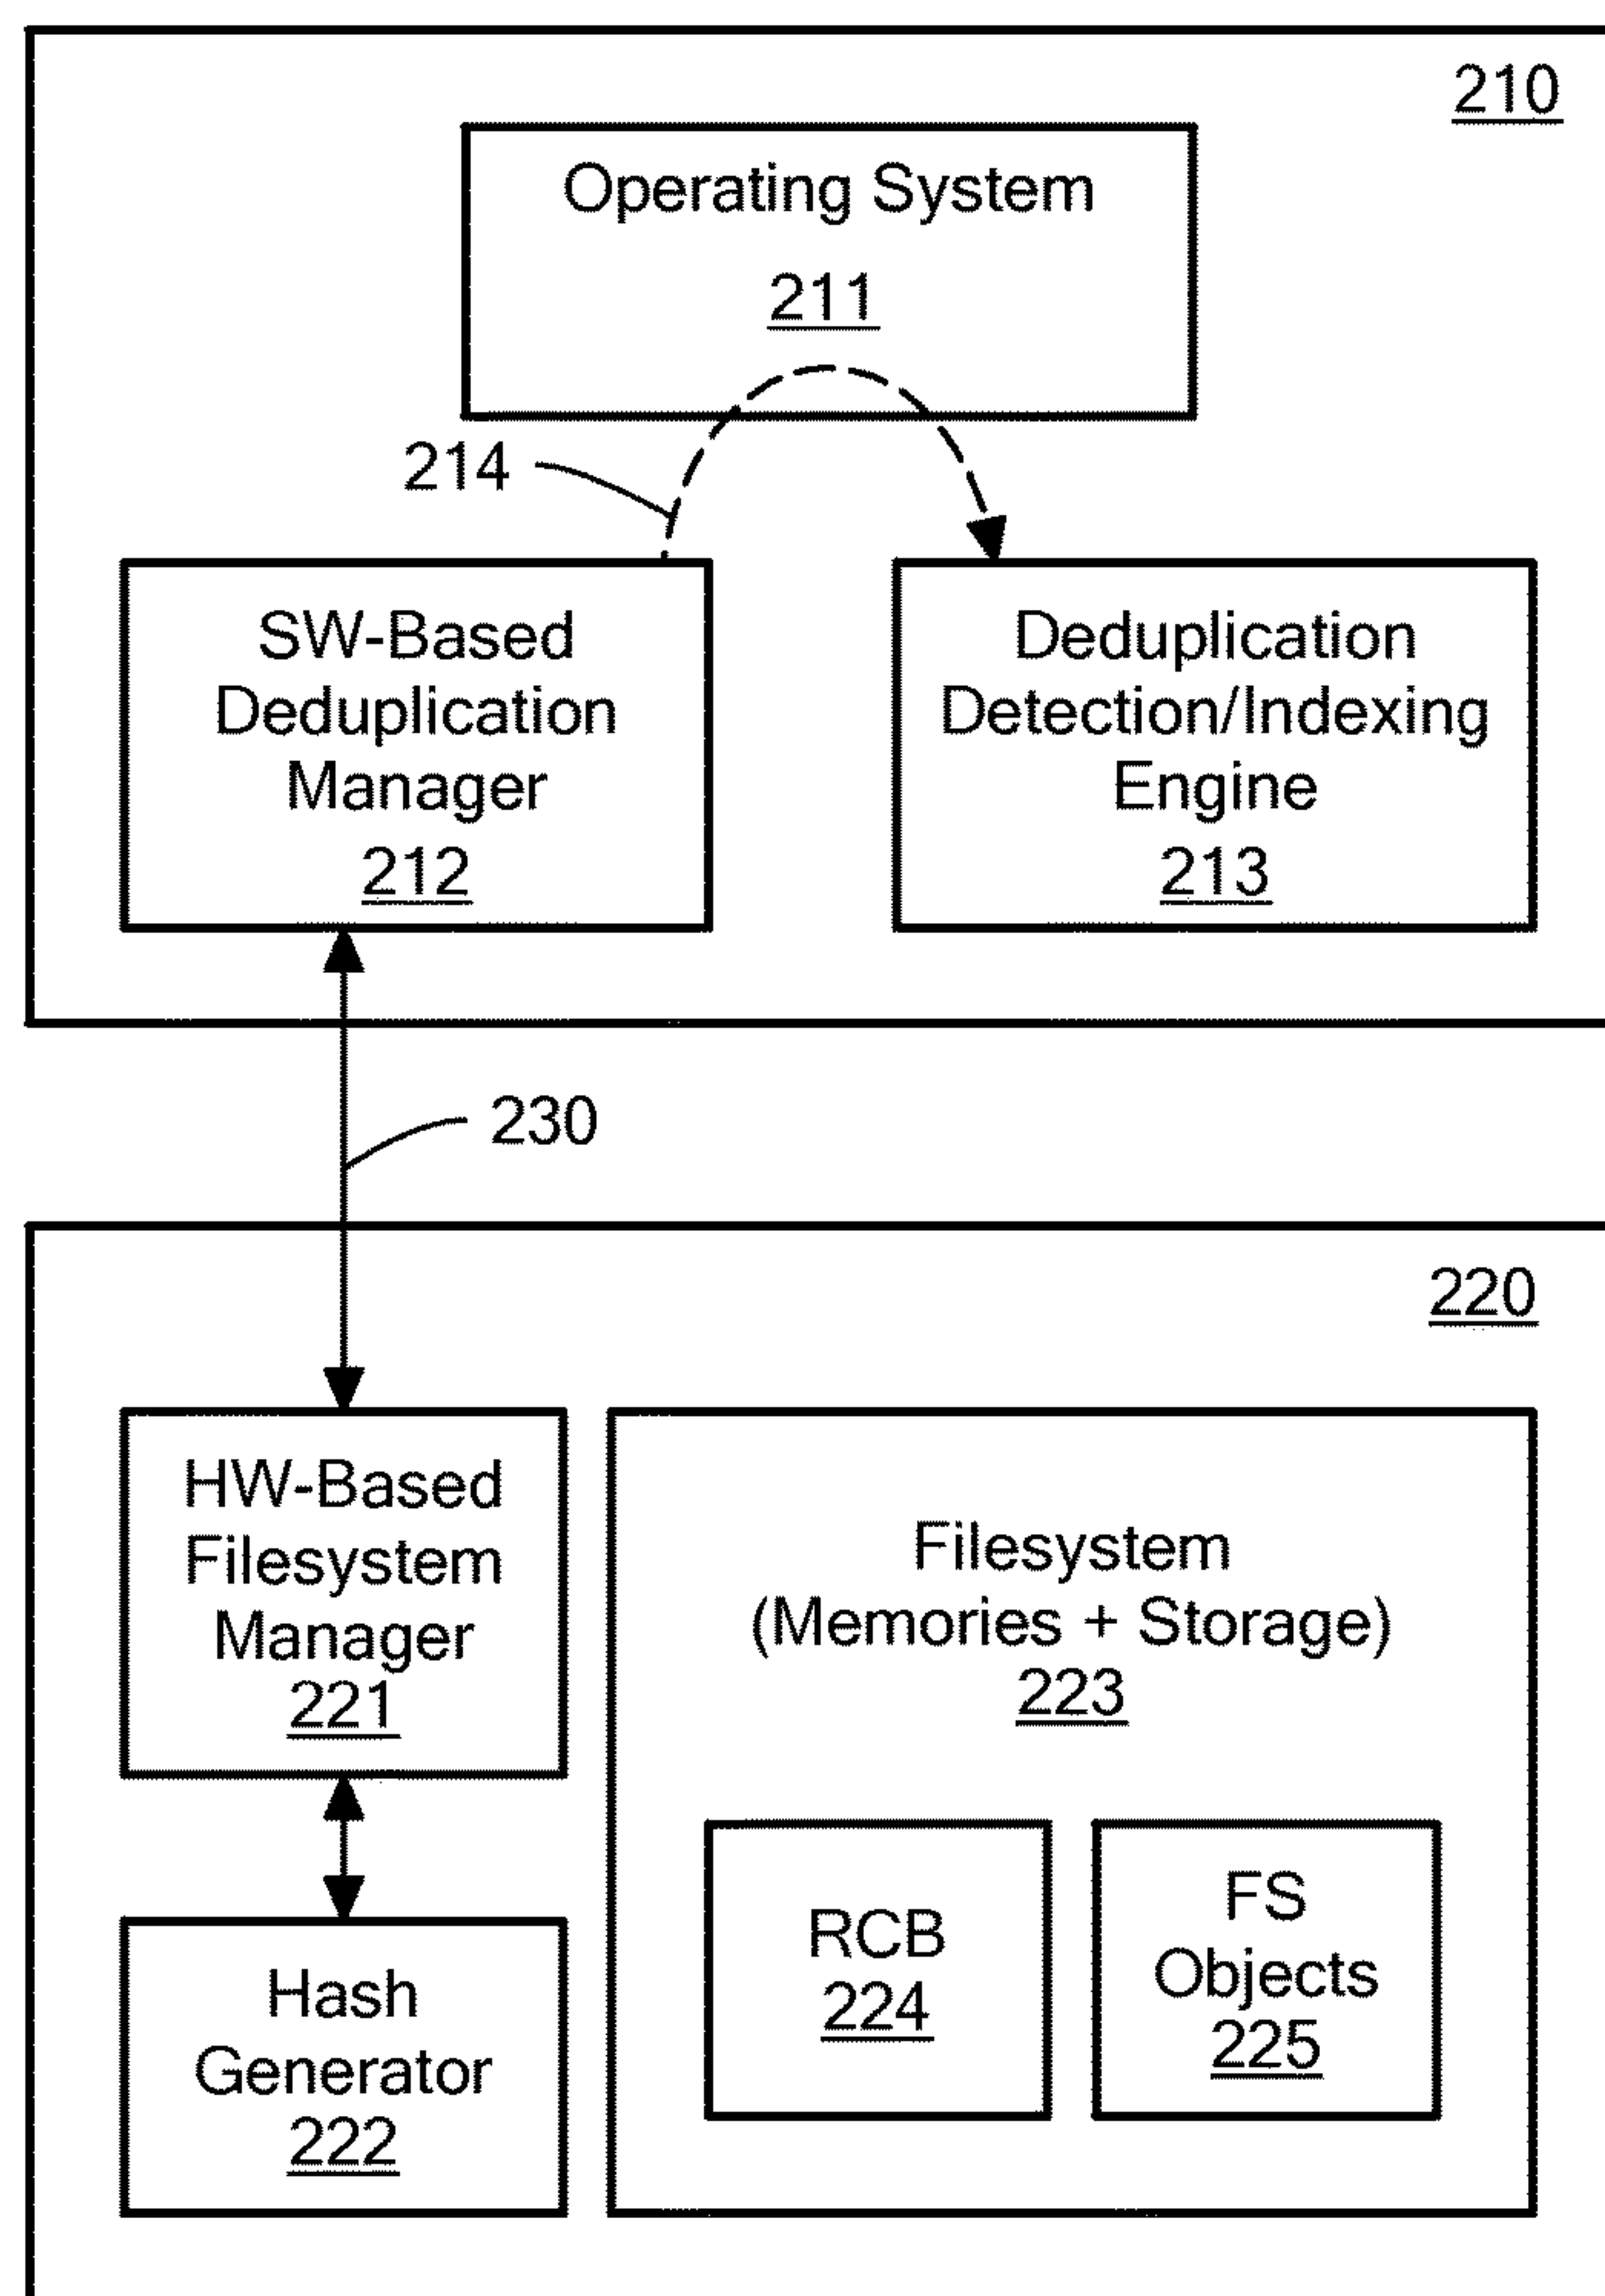 210
Operating System
211
214
SW-Based
Deduplication
Manager
212
Deduplication
Detection/Indexing
Engine
213
230
220
HW-Based
Filesystem
Manager
221
Filesystem
(Memories + Storage)
223
Hash
Generator
222
RCB
224
FS
Objects
225